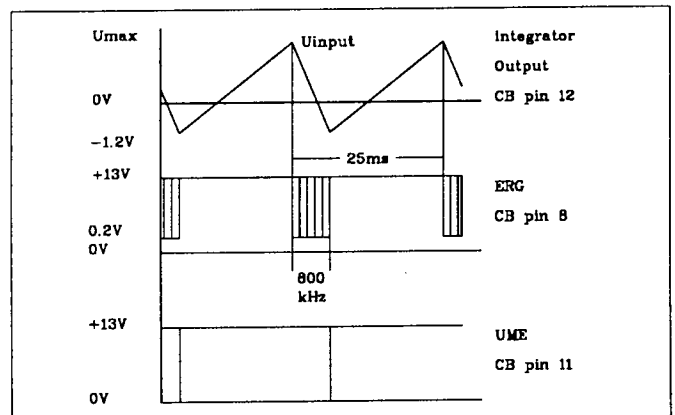 Umax
Uinput
Integrator
Output
0V
CB pin 12
-1.2V
25ms
+13V
ERG
CB pin 8
0.2V
0V
800
kHz
+13V
UME
CB pin 11
0V